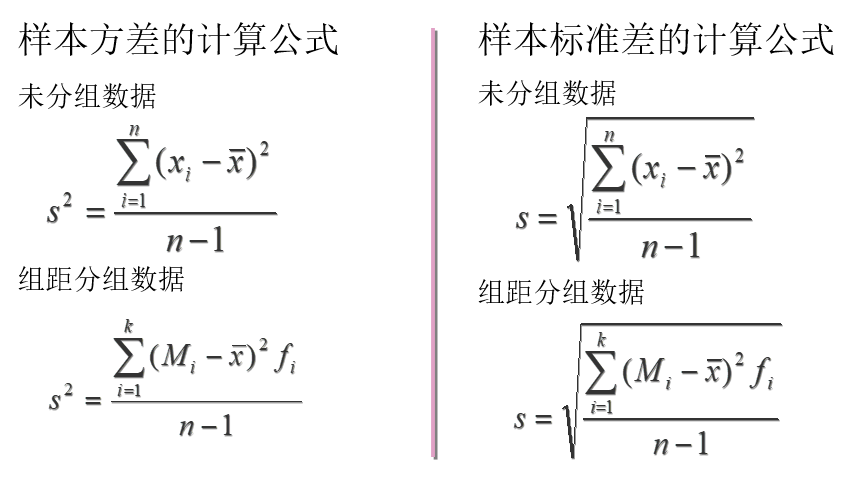 样本方差的计算公式
未分组数据
s² = \frac{\sum_{i=1}^{n}(x_i - \bar{x})^2}{n-1}
组距分组数据
s² = \frac{\sum_{i=1}^{k}(M_i - \bar{x})^2 f_i}{n-1}
样本标准差的计算公式
未分组数据
s = \sqrt{\frac{\sum_{i=1}^{n}(x_i - \bar{x})^2}{n-1}}
组距分组数据
s = \sqrt{\frac{\sum_{i=1}^{k}(M_i - \bar{x})^2 f_i}{n-1}}